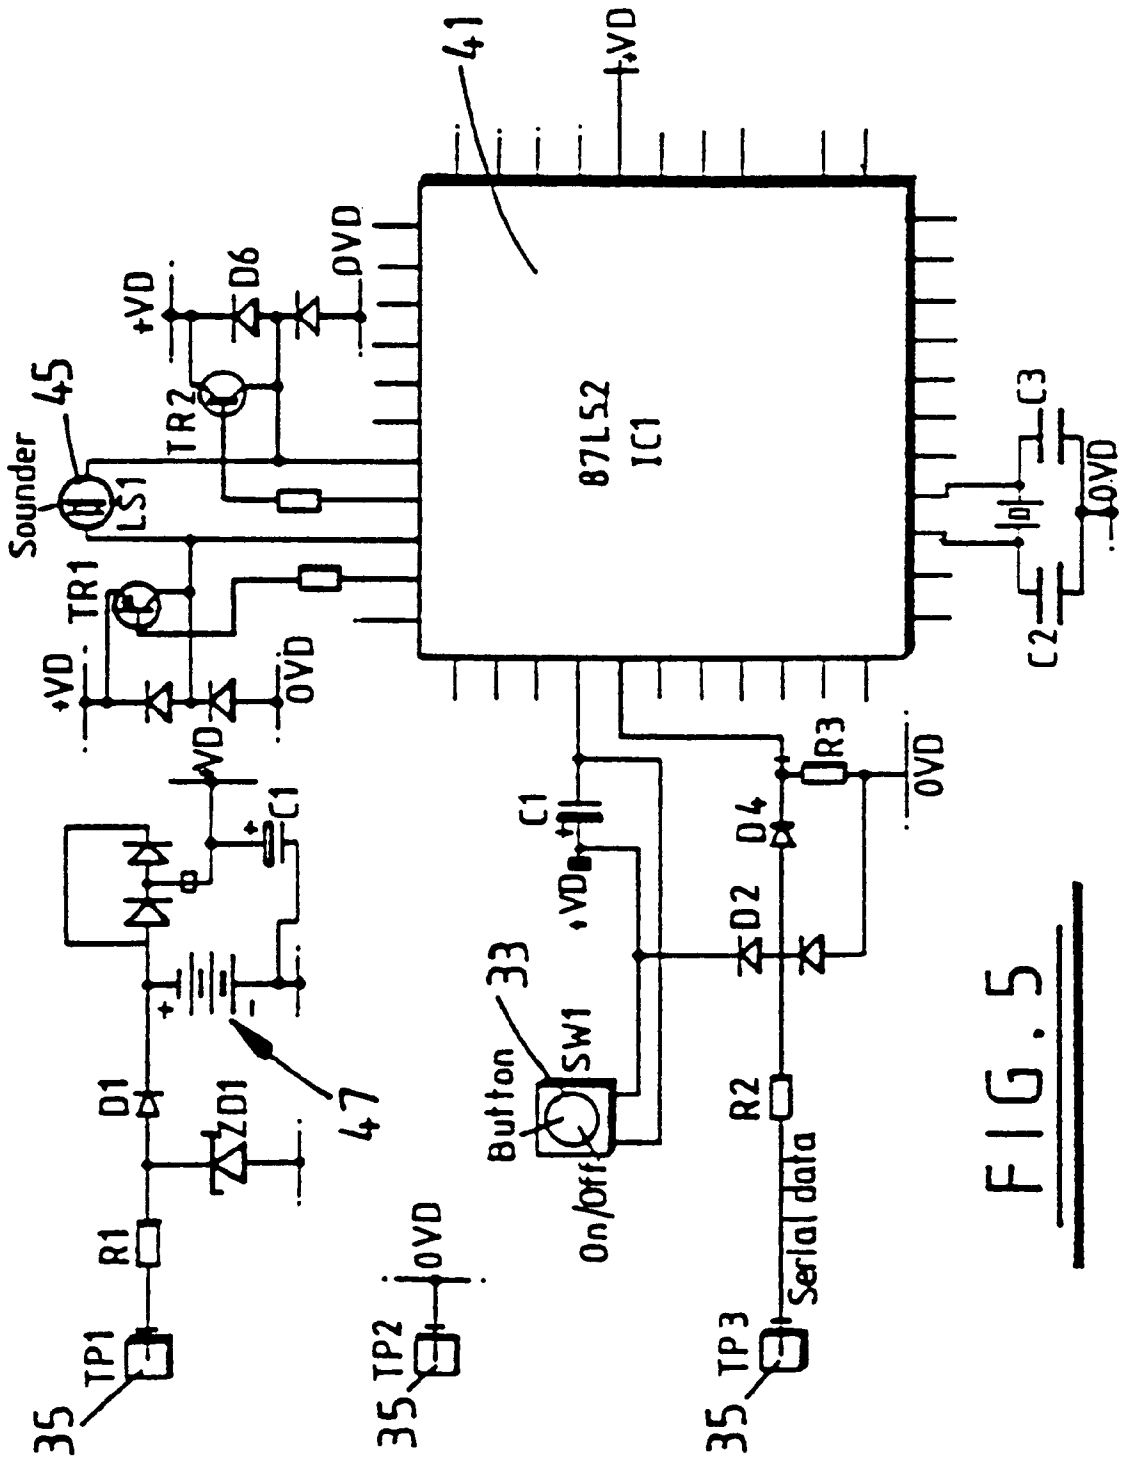 35
TP1
R1
D1
ZD1
47
+
-
+
C1
VD
+VD
0VD
TR1
Sounder
LS1
45
TR2
+VD
D6
0VD
41
35
TP2
0VD
Button
On/Off
SW1
33
+VD
+
C1
87L52
IC1
+VD
35
TP3
Serial data
R2
D2
D4
R3
0VD
C2
C3
0VD
FIG. 5